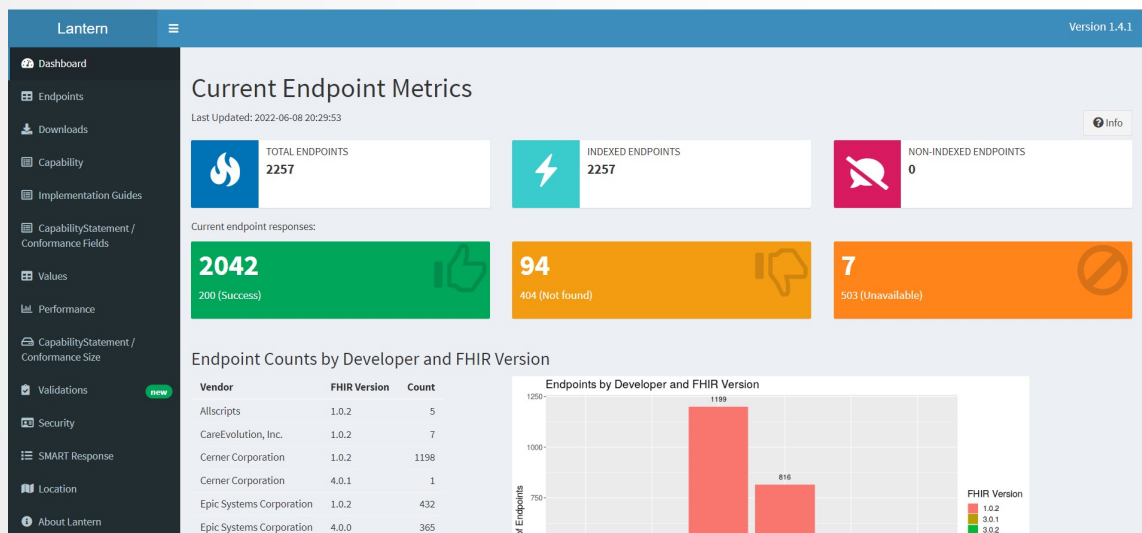 Lantern
Version 1.4.1
Dashboard
Endpoints
Downloads
Capability
Implementation Guides
CapabilityStatement /
Conformance Fields
Values
Performance
CapabilityStatement /
Conformance Size
Validations new
Security
SMART Response
Location
About Lantern
Current Endpoint Metrics
Last Updated: 2022-06-08 20:29:53
Info
TOTAL ENDPOINTS
2257
INDEXED ENDPOINTS
2257
NON-INDEXED ENDPOINTS
0
Current endpoint responses:
2042
200 (Success)
94
404 (Not found)
7
503 (Unavailable)
Endpoint Counts by Developer and FHIR Version
Vendor FHIR Version Count
Allscripts 1.0.2 5
CareEvolution, Inc. 1.0.2 7
Cerner Corporation 1.0.2 1198
Cerner Corporation 4.0.1 1
Epic Systems Corporation 1.0.2 432
Epic Systems Corporation 4.0.0 365
Endpoints by Developer and FHIR Version
1250
1199
1000
816
750
Endpoints
FHIR Version
1.0.2
3.0.1
3.0.2